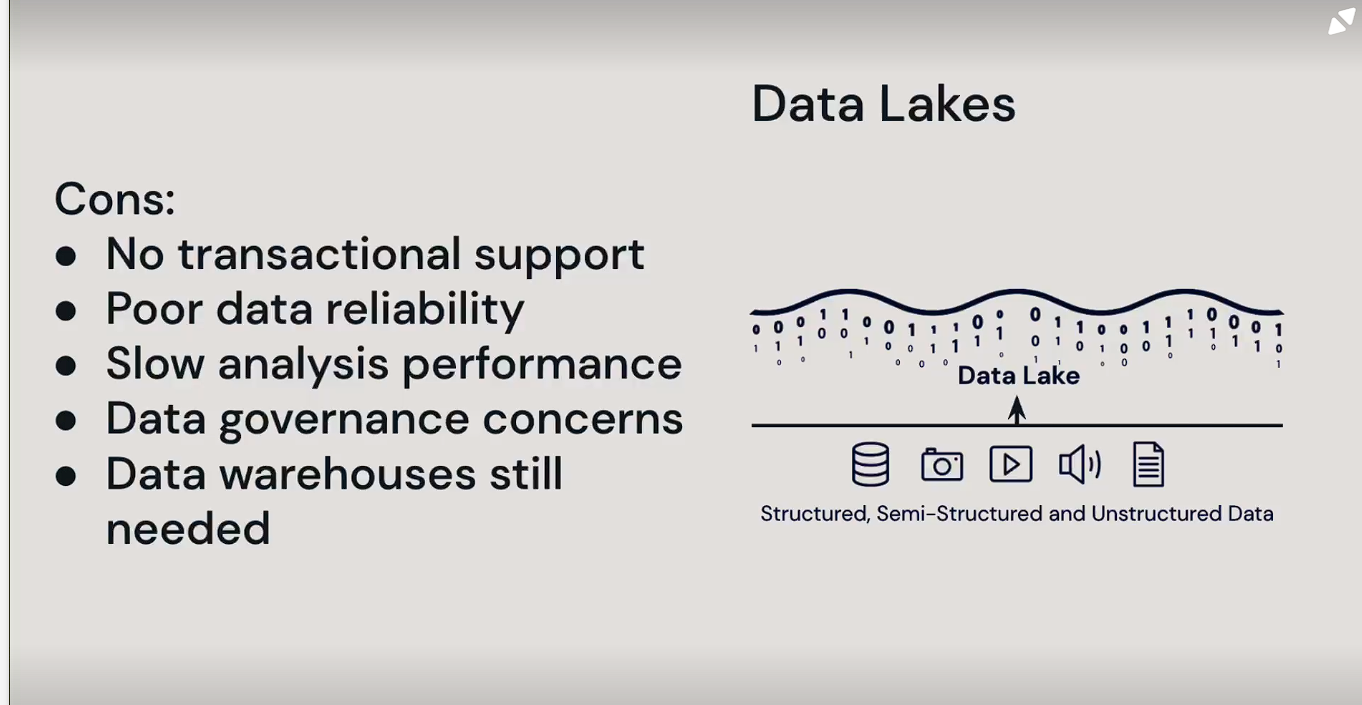 Data Lakes
Cons:
● No transactional support
● Poor data reliability
● Slow analysis performance
● Data governance concerns
● Data warehouses still
needed
Data Lake
Structured, Semi-Structured and Unstructured Data